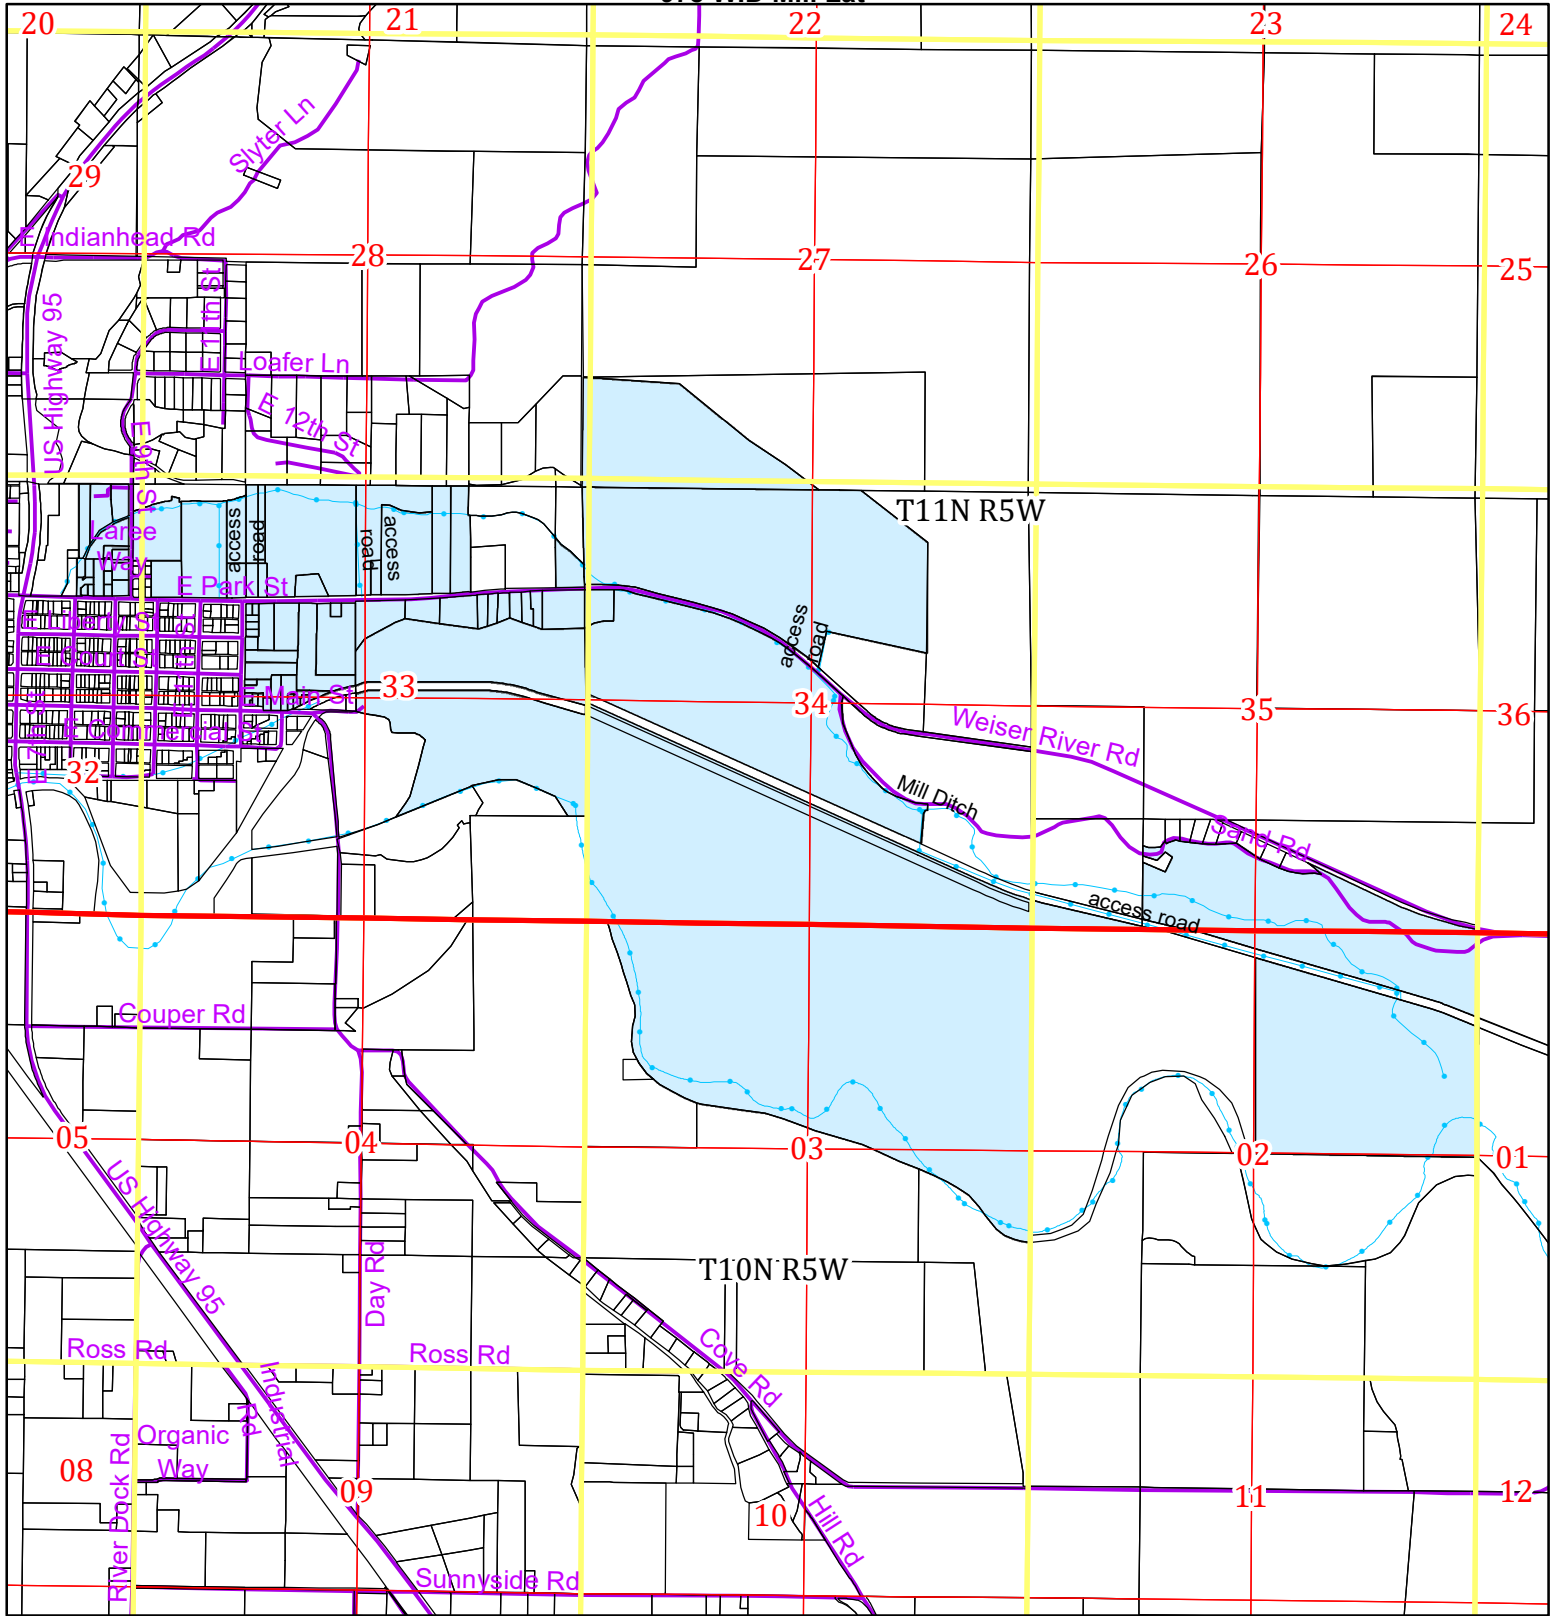 20
21
22
23
24
Slyter Ln
29
E Indianhead Rd
28
27
26
25
US Highway 95
E 11th St
Loafer Ln
E 12th St
E 9th St
T11N R5W
Laree
Way
access
road
access
road
E Park St
E Liberty St
E Court St
access
road
E Main St
33
34
35
36
E Commercial St
E 7th St
32
Weiser River Rd
Mill Ditch
Sand Rd
access road
Couper Rd
05
04
03
02
01
US Highway 95
Day Rd
T10N R5W
Ross Rd
Ross Rd
Cove Rd
Industrial
Rd
Organic
Way
River Dock Rd
08
09
10
11
12
Hill Rd
Sunnyside Rd